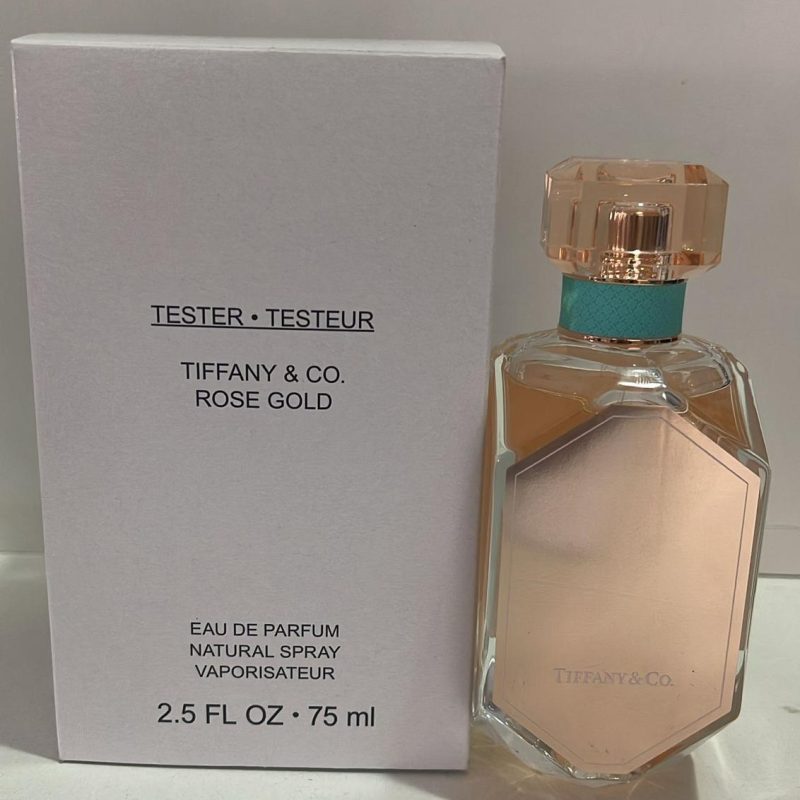 TESTER • TESTEUR
TIFFANY & CO.
ROSE GOLD
EAU DE PARFUM
NATURAL SPRAY
VAPORISATEUR
2.5 FL OZ • 75 ml
TIFFANY & CO.